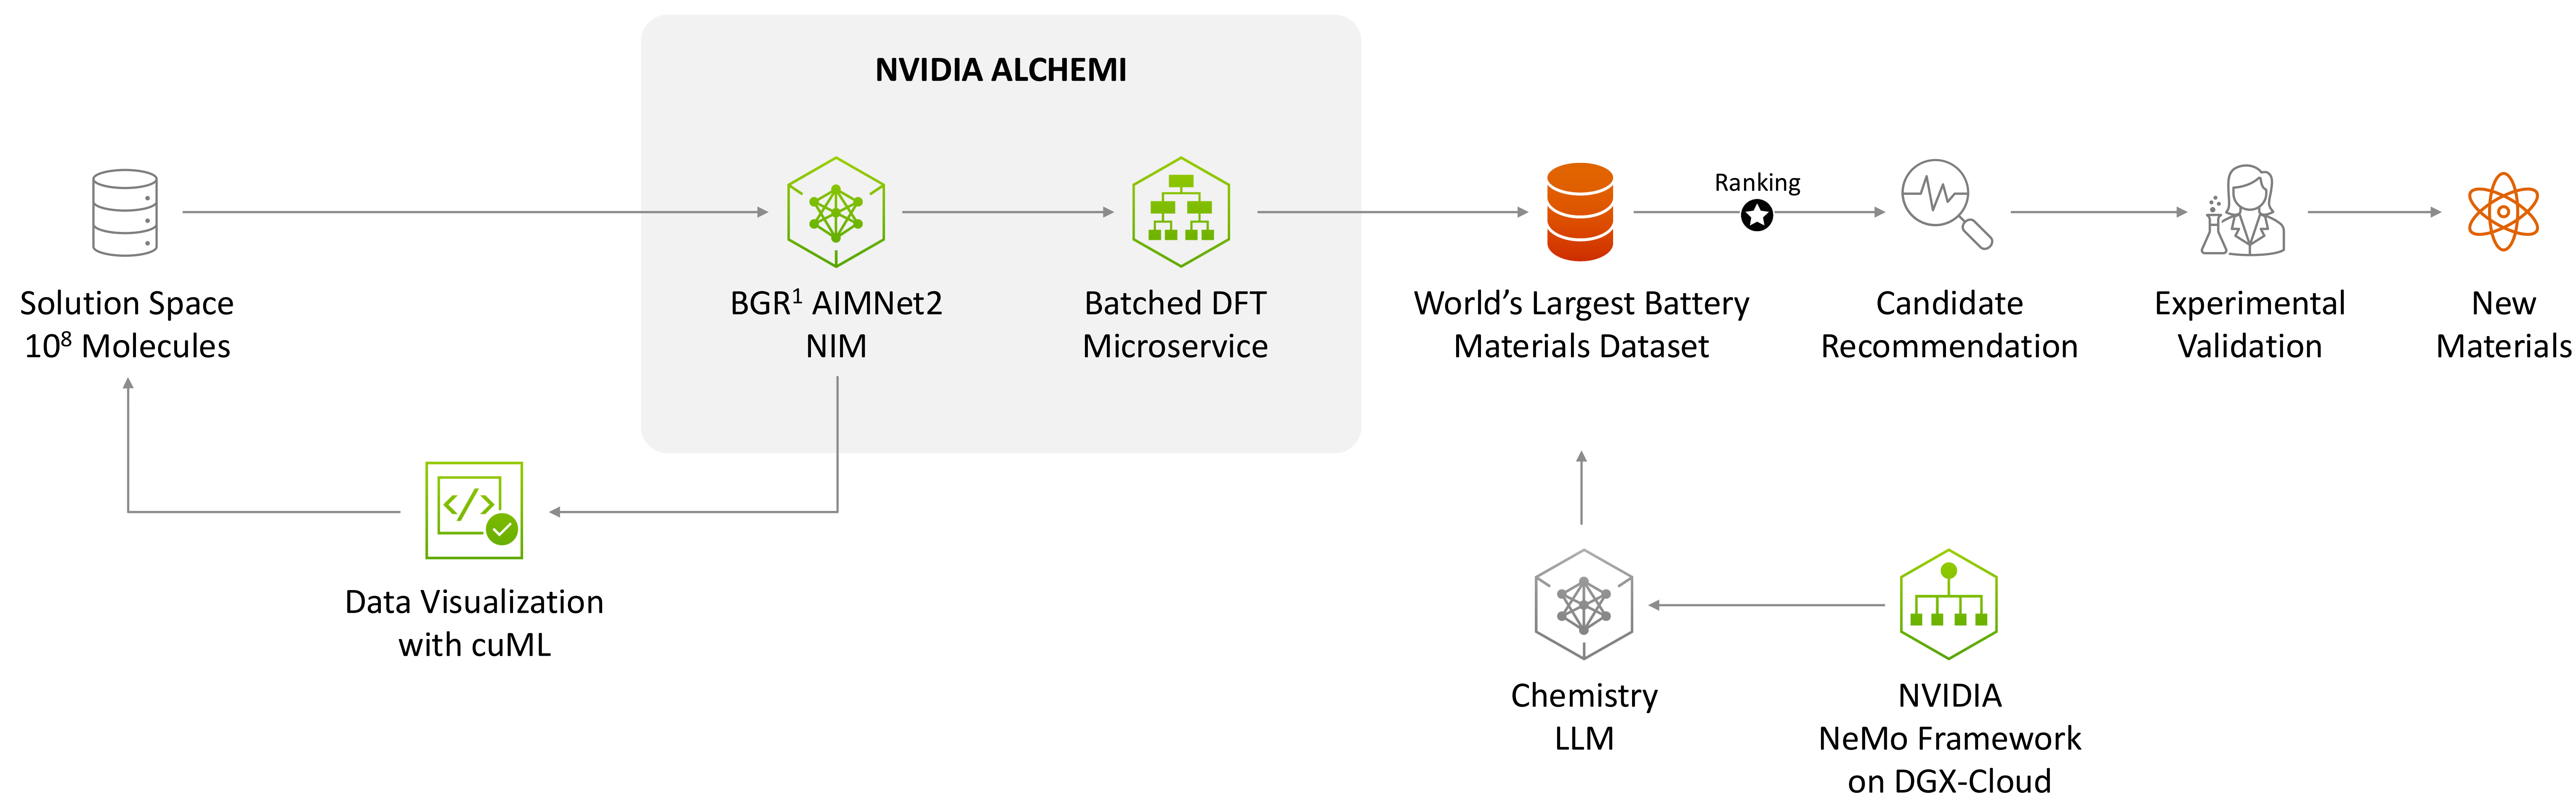 NVIDIA ALCHEMI
Ranking
Solution Space
10⁸ Molecules
BGR¹ AIMNet2
NIM
Batched DFT
Microservice
World’s Largest Battery
Materials Dataset
Candidate
Recommendation
Experimental
Validation
New
Materials
Data Visualization
with cuML
Chemistry
LLM
NVIDIA
NeMo Framework
on DGX-Cloud